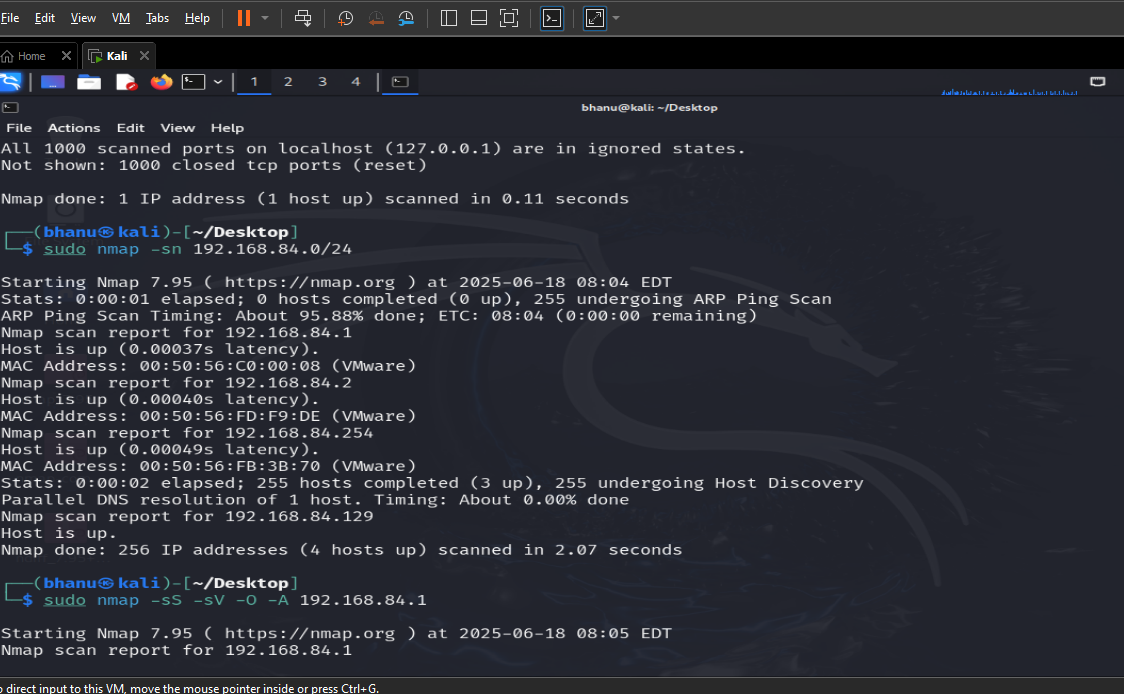 File Edit View VM Tabs Help
Home Kali
1 2 3 4
bhanu@kali: ~/Desktop
File Actions Edit View Help
All 1000 scanned ports on localhost (127.0.0.1) are in ignored states.
Not shown: 1000 closed tcp ports (reset)
Nmap done: 1 IP address (1 host up) scanned in 0.11 seconds
┌──(bhanu㉿kali)-[~/Desktop]
└─$ sudo nmap -sn 192.168.84.0/24
Starting Nmap 7.95 ( https://nmap.org ) at 2025-06-18 08:04 EDT
Stats: 0:00:01 elapsed; 0 hosts completed (0 up), 255 undergoing ARP Ping Scan
ARP Ping Scan Timing: About 95.88% done; ETC: 08:04 (0:00:00 remaining)
Nmap scan report for 192.168.84.1
Host is up (0.00037s latency).
MAC Address: 00:50:56:C0:00:08 (VMware)
Nmap scan report for 192.168.84.2
Host is up (0.00040s latency).
MAC Address: 00:50:56:FD:F9:DE (VMware)
Nmap scan report for 192.168.84.254
Host is up (0.00049s latency).
MAC Address: 00:50:56:FB:3B:70 (VMware)
Stats: 0:00:02 elapsed; 255 hosts completed (3 up), 255 undergoing Host Discovery
Parallel DNS resolution of 1 host. Timing: About 0.00% done
Nmap scan report for 192.168.84.129
Host is up.
Nmap done: 256 IP addresses (4 hosts up) scanned in 2.07 seconds
┌──(bhanu㉿kali)-[~/Desktop]
└─$ sudo nmap -sS -sV -O -A 192.168.84.1
Starting Nmap 7.95 ( https://nmap.org ) at 2025-06-18 08:05 EDT
Nmap scan report for 192.168.84.1
o direct input to this VM, move the mouse pointer inside or press Ctrl+G.